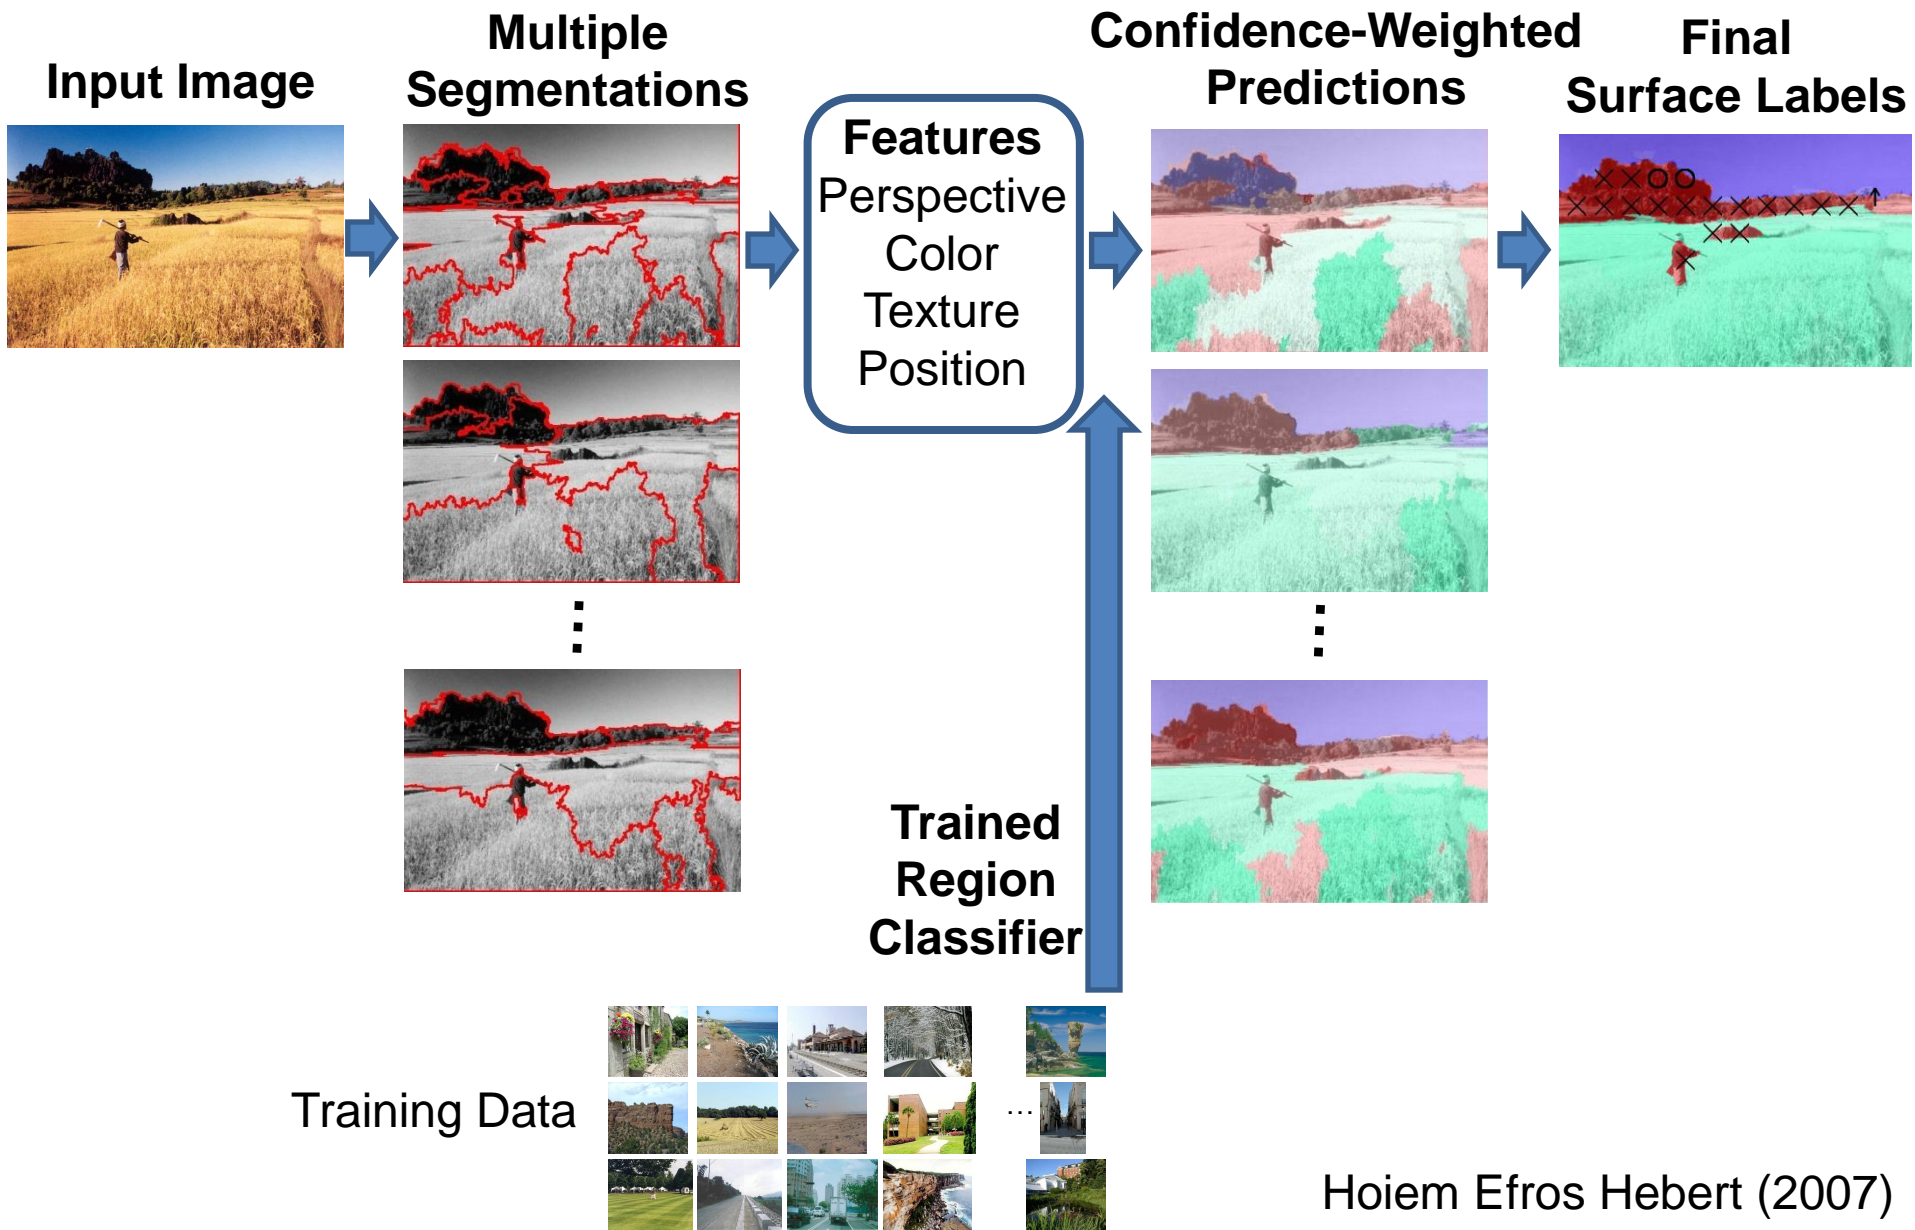 Input Image
Multiple
Segmentations
Features
Perspective
Color
Texture
Position
Confidence-Weighted
Predictions
Final
Surface Labels
Trained
Region
Classifier
Training Data
...
Hoiem Efros Hebert (2007)